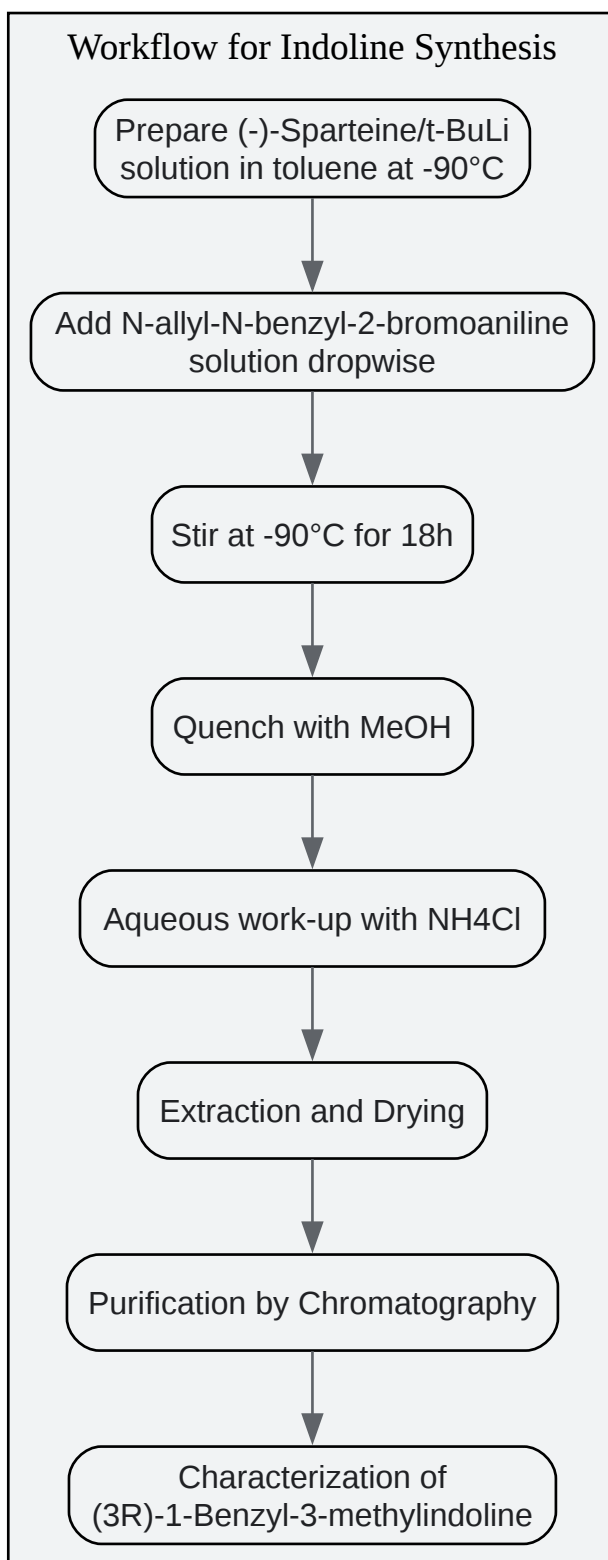 Workflow for Indoline Synthesis
Prepare (-)-Sparteine/t-BuLi
solution in toluene at -90°C
Add N-allyl-N-benzyl-2-bromoaniline
solution dropwise
Stir at -90°C for 18h
Quench with MeOH
Aqueous work-up with NH4Cl
Extraction and Drying
Purification by Chromatography
Characterization of
(3R)-1-Benzyl-3-methylindoline